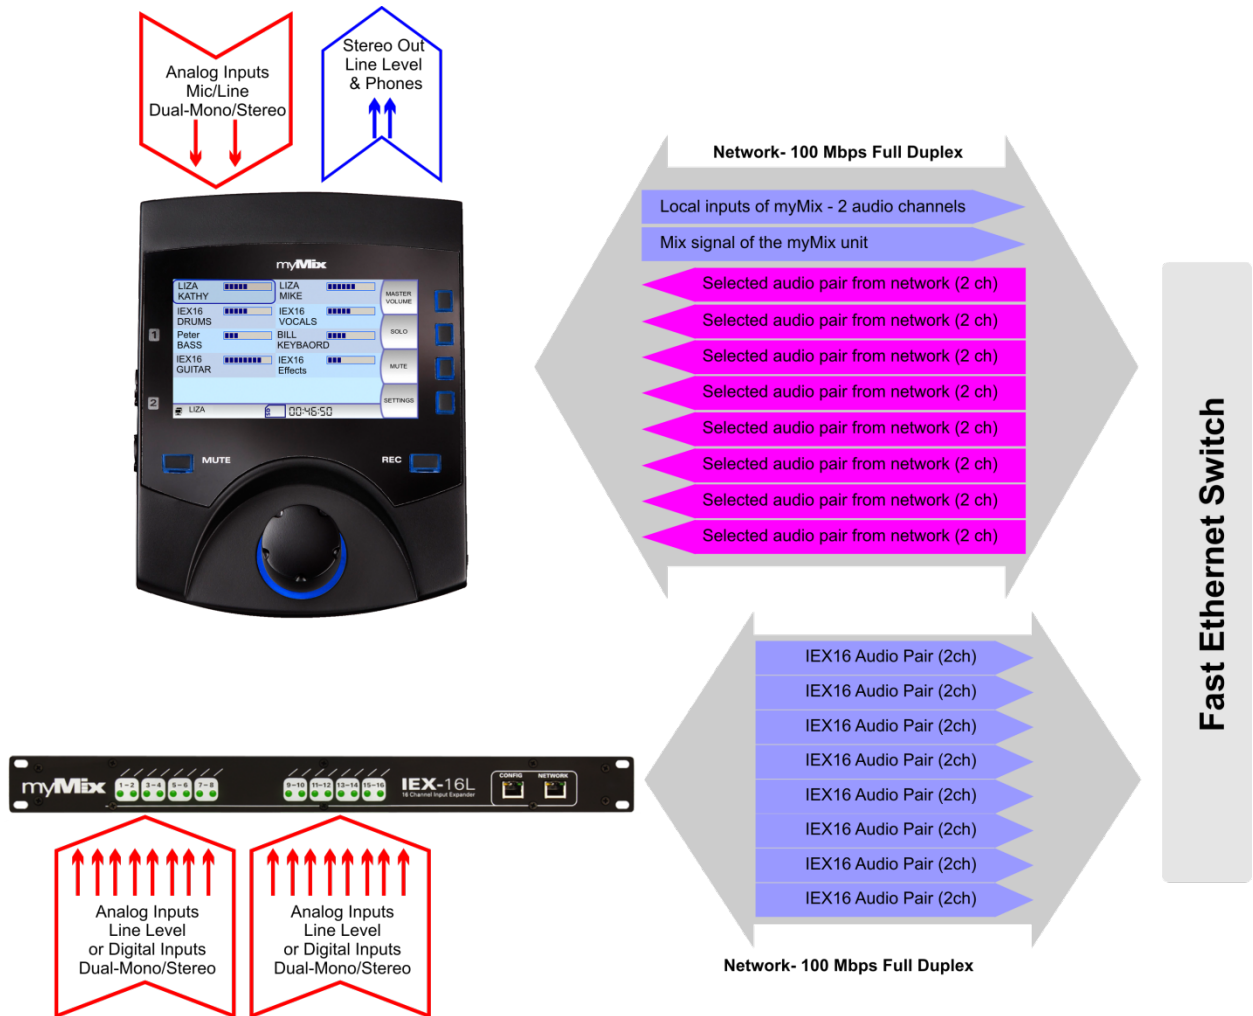 Analog Inputs
Mic/Line
Dual-Mono/Stereo
Stereo Out
Line Level
& Phones
myMix
LIZA
KATHY
LIZA
MIKE
MASTER
VOLUME
IEX16
DRUMS
IEX16
VOCALS
SOLO
Peter
BASS
BILL
KEYBAORD
IEX16
GUITAR
IEX16
Effects
MUTE
SETTINGS
LIZA
00:46:50
1
2
MUTE
REC
Network- 100 Mbps Full Duplex
Local inputs of myMix - 2 audio channels
Mix signal of the myMix unit
Selected audio pair from network (2 ch)
Selected audio pair from network (2 ch)
Selected audio pair from network (2 ch)
Selected audio pair from network (2 ch)
Selected audio pair from network (2 ch)
Selected audio pair from network (2 ch)
Selected audio pair from network (2 ch)
Selected audio pair from network (2 ch)
Fast Ethernet Switch
myMix
1-2 3-4 5-6 7-8
9-10 11-12 13-14 15-16
IEX-16L
16 Channel Input Expander
CONFIG
NETWORK
IEX16 Audio Pair (2ch)
IEX16 Audio Pair (2ch)
IEX16 Audio Pair (2ch)
IEX16 Audio Pair (2ch)
IEX16 Audio Pair (2ch)
IEX16 Audio Pair (2ch)
IEX16 Audio Pair (2ch)
IEX16 Audio Pair (2ch)
Network- 100 Mbps Full Duplex
Analog Inputs
Line Level
or Digital Inputs
Dual-Mono/Stereo
Analog Inputs
Line Level
or Digital Inputs
Dual-Mono/Stereo